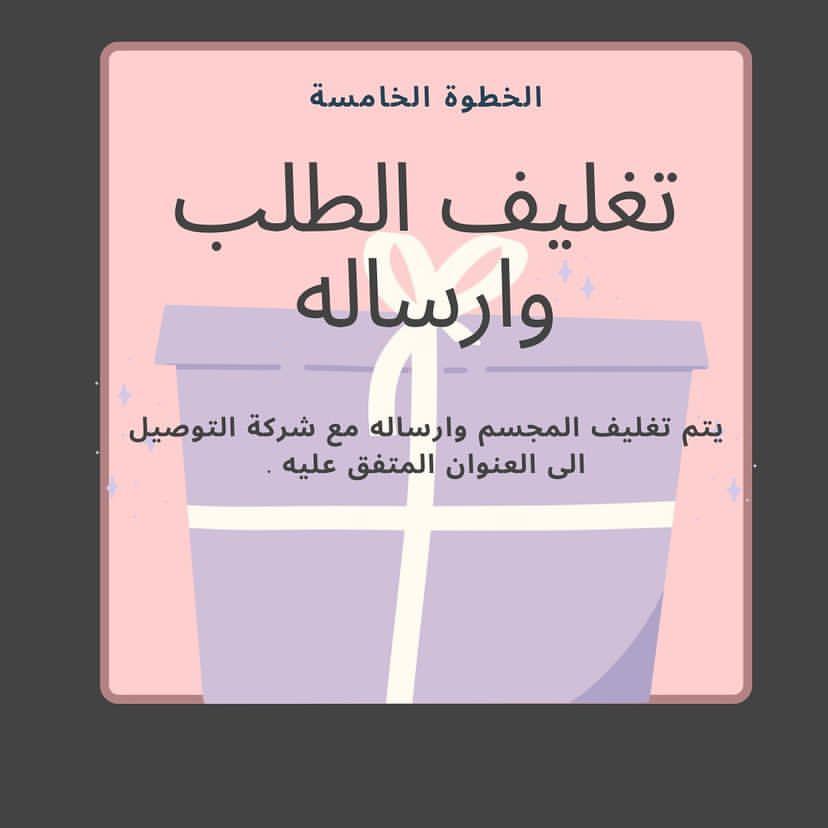 الخطوة الخامسة
تغليف الطلب
وارساله
يتم تغليف المجسم وارساله مع شركة التوصيل
الى العنوان المتفق عليه .